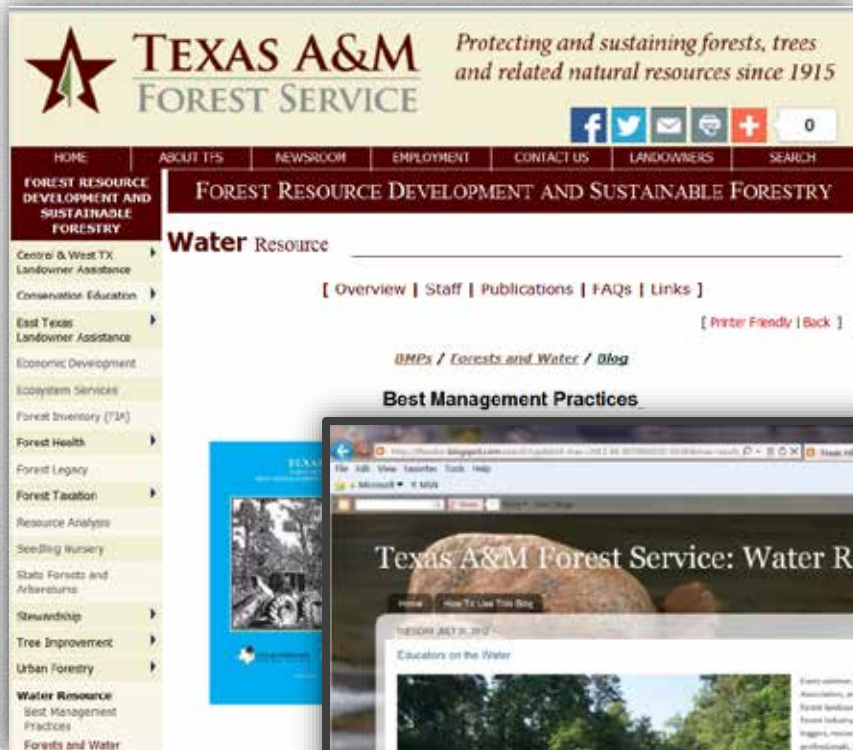 TEXAS A&M
FOREST SERVICE
Protecting and sustaining forests, trees
and related natural resources since 1915
0
HOME ABOUT TFS NEWSROOM EMPLOYMENT CONTACT US LANDOWNERS SEARCH
FOREST RESOURCE
DEVELOPMENT AND
SUSTAINABLE
FORESTRY
FOREST RESOURCE DEVELOPMENT AND SUSTAINABLE FORESTRY
Water Resource
[ Overview | Staff | Publications | FAQs | Links ]
[ Printer Friendly | Back ]
BMPs / Forests and Water / Blog
Best Management Practices
Central & West TX
Landowner Assistance
Conservation Education
East Texas
Landowner Assistance
Economic Development
Ecosystem Services
Forest Inventory (FIA)
Forest Health
Forest Legacy
Forest Taxation
Resource Analysis
Seedling Nursery
State Forests and
Arboretums
Stewardship
Tree Improvement
Urban Forestry
Water Resource
Best Management
Practices
Forests and Water
File Edit View Favorites Tools Help
Texas A&M Forest Service: Water R
Home How To Use This Blog
TUESDAY, JULY 31, 2012
Educators on the Water